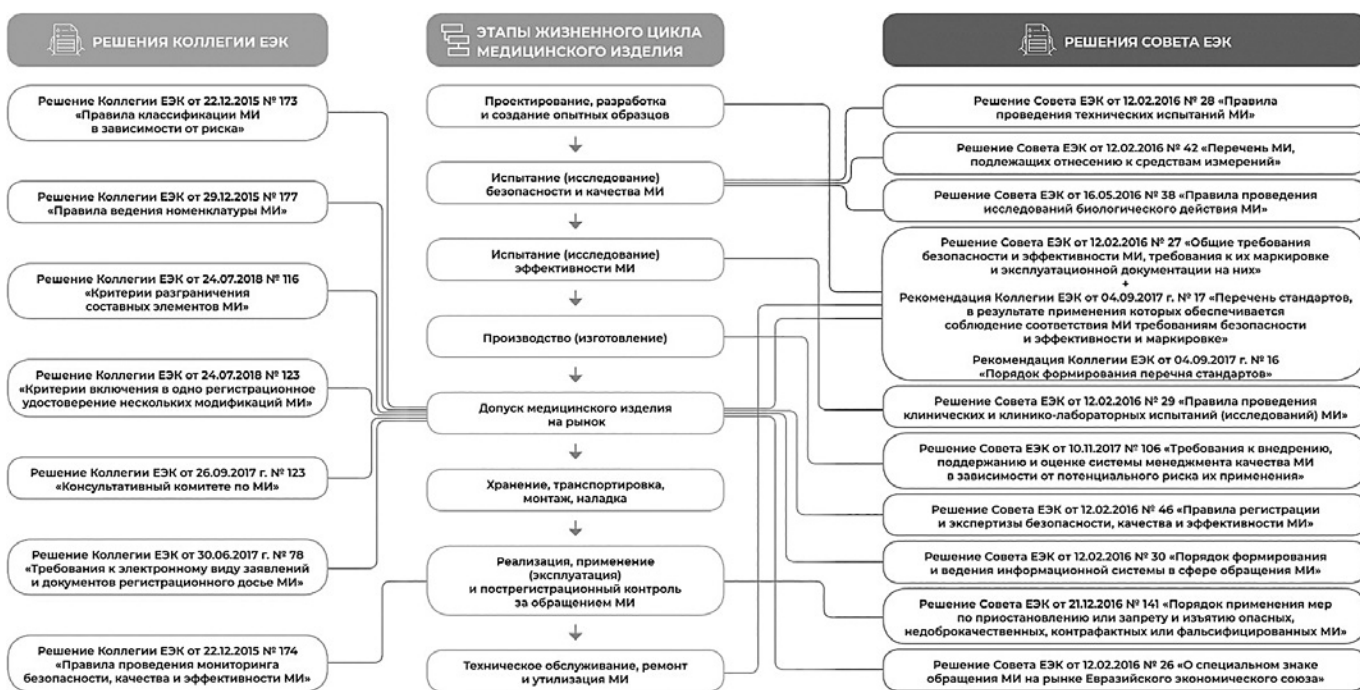 РЕШЕНИЯ КОЛЛЕГИИ ЕЭК
Решение Коллегии ЕЭК от 22.12.2015 № 173
«Правила классификации МИ
в зависимости от риска»
Решение Коллегии ЕЭК от 29.12.2015 № 177
«Правила ведения номенклатуры МИ»
Решение Коллегии ЕЭК от 24.07.2018 № 116
«Критерии разграничения
составных элементов МИ»
Решение Коллегии ЕЭК от 24.07.2018 № 123
«Критерии включения в одно регистрационное
удостоверение нескольких модификаций МИ»
Решение Коллегии ЕЭК от 26.09.2017 г. № 123
«Консультативный комитете по МИ»
Решение Коллегии ЕЭК от 30.06.2017 г. № 78
«Требования к электронному виду заявлений
и документов регистрационного досье МИ»
Решение Коллегии ЕЭК от 22.12.2015 № 174
«Правила проведения мониторинга
безопасности, качества и эффективности МИ»
ЭТАПЫ ЖИЗНЕННОГО ЦИКЛА
МЕДИЦИНСКОГО ИЗДЕЛИЯ
Проектирование, разработка
и создание опытных образцов
Испытание (исследование)
безопасности и качества МИ
Испытание (исследование)
эффективности МИ
Производство (изготовление)
Допуск медицинского изделия
на рынок
Хранение, транспортировка,
монтаж, наладка
Реализация, применение
(эксплуатация)
и пострегистрационный контроль
за обращением МИ
Техническое обслуживание, ремонт
и утилизация МИ
РЕШЕНИЯ СОВЕТА ЕЭК
Решение Совета ЕЭК от 12.02.2016 № 28 «Правила
проведения технических испытаний МИ»
Решение Совета ЕЭК от 12.02.2016 № 42 «Перечень МИ,
подлежащих отнесению к средствам измерений»
Решение Совета ЕЭК от 16.05.2016 № 38 «Правила проведения
исследований биологического действия МИ»
Решение Совета ЕЭК от 12.02.2016 № 27 «Общие требования
безопасности и эффективности МИ, требования к их маркировке
и эксплуатационной документации на них»
+
Рекомендация Коллегии ЕЭК от 04.09.2017 г. № 17 «Перечень стандартов,
в результате применения которых обеспечивается
соблюдение соответствия МИ требованиям безопасности
и эффективности и маркировке»
Рекомендация Коллегии ЕЭК от 04.09.2017 г. № 16
«Порядок формирования перечня стандартов»
Решение Совета ЕЭК от 12.02.2016 № 29 «Правила проведения
клинических и клинико-лабораторных испытаний (исследований) МИ»
Решение Совета ЕЭК от 10.11.2017 № 106 «Требования к внедрению,
поддержанию и оценке системы менеджмента качества МИ
в зависимости от потенциального риска их применения»
Решение Совета ЕЭК от 12.02.2016 № 46 «Правила регистрации
и экспертизы безопасности, качества и эффективности МИ»
Решение Совета ЕЭК от 12.02.2016 № 30 «Порядок формирования
и ведения информационной системы в сфере обращения МИ»
Решение Совета ЕЭК от 21.12.2016 № 141 «Порядок применения мер
по приостановлению или запрету и изъятию опасных,
недоброкачественных, контрафактных или фальсифицированных МИ»
Решение Совета ЕЭК от 12.02.2016 № 26 «О специальном знаке
обращения МИ на рынке Евразийского экономического союза»